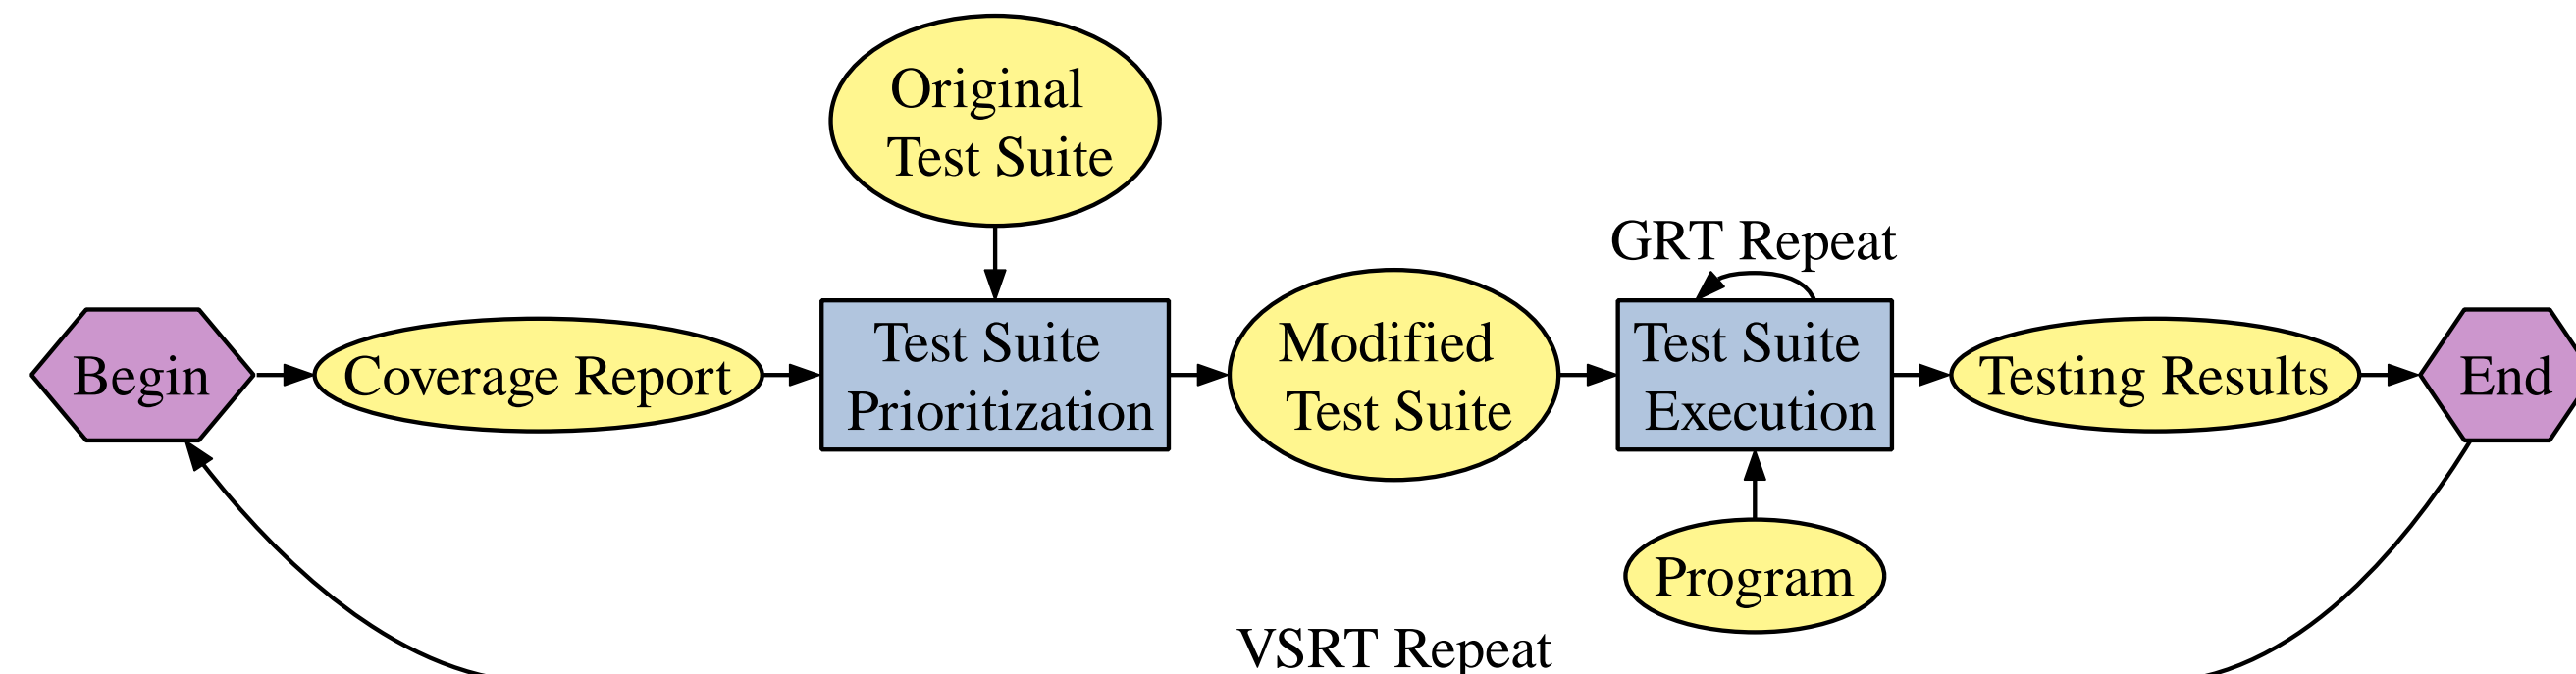 Original
Test Suite
GRT Repeat
Begin
Coverage Report
Test Suite
Prioritization
Modified
Test Suite
Test Suite
Execution
Testing Results
End
Program
VSRT Repeat